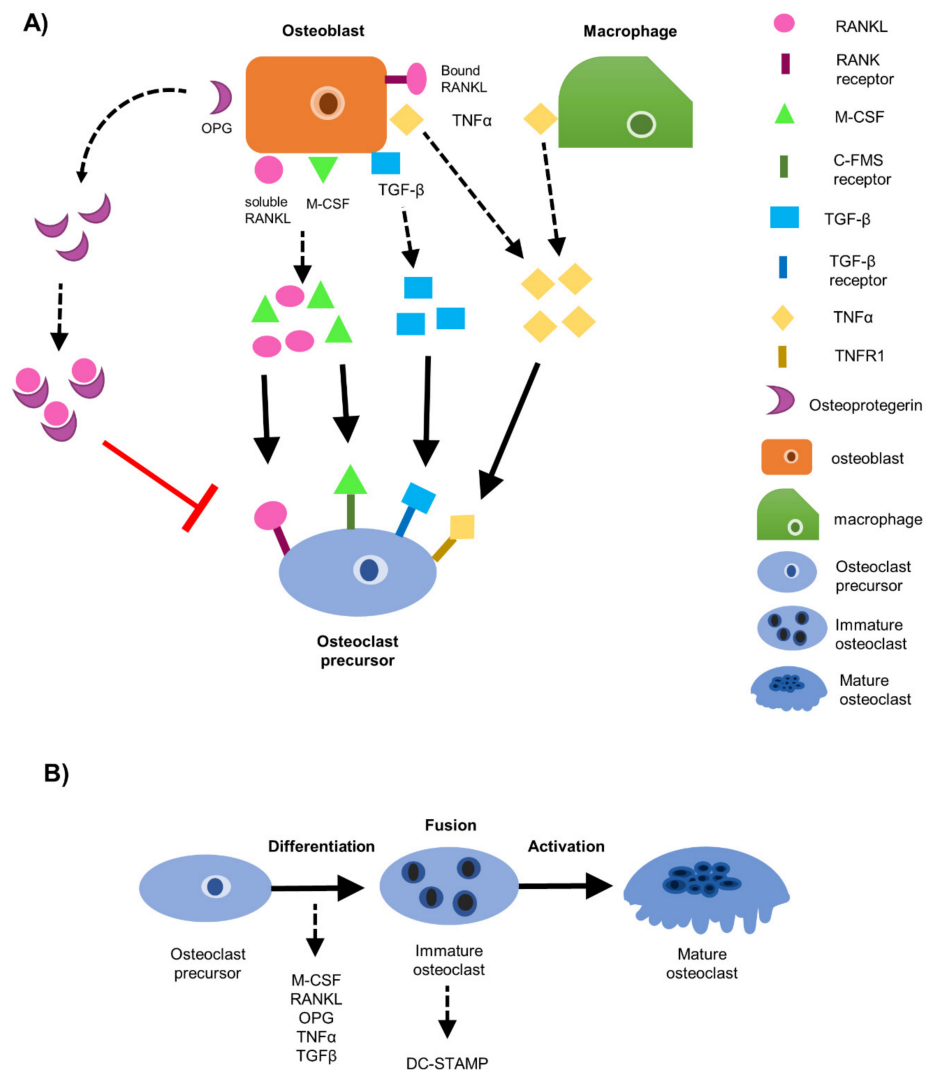 A)
Osteoblast
Macrophage
Bound
RANKL
OPG
TNFα
soluble
RANKL
M-CSF
TGF-β
Osteoclast
precursor
RANKL
RANK
receptor
M-CSF
C-FMS
receptor
TGF-β
TGF-β
receptor
TNFα
TNFR1
Osteoprotegerin
osteoblast
macrophage
Osteoclast
precursor
Immature
osteoclast
Mature
osteoclast
B)
Differentiation
Fusion
Activation
Osteoclast
precursor
Immature
osteoclast
Mature
osteoclast
M-CSF
RANKL
OPG
TNFα
TGFβ
DC-STAMP